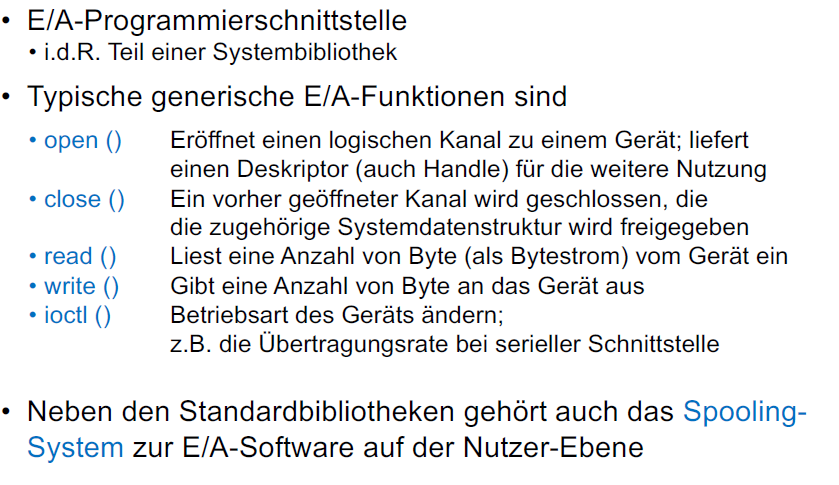 • E/A-Programmierschnittstelle
• i.d.R. Teil einer Systembibliothek
• Typische generische E/A-Funktionen sind
• open () Eröffnet einen logischen Kanal zu einem Gerät; liefert
einen Deskriptor (auch Handle) für die weitere Nutzung
• close () Ein vorher geöffneter Kanal wird geschlossen, die
die zugehörige Systemdatenstruktur wird freigegeben
• read () Liest eine Anzahl von Byte (als Bytestrom) vom Gerät ein
• write () Gibt eine Anzahl von Byte an das Gerät aus
• ioctl () Betriebsart des Geräts ändern;
z.B. die Übertragungsrate bei serieller Schnittstelle
• Neben den Standardbibliotheken gehört auch das Spooling-
System zur E/A-Software auf der Nutzer-Ebene